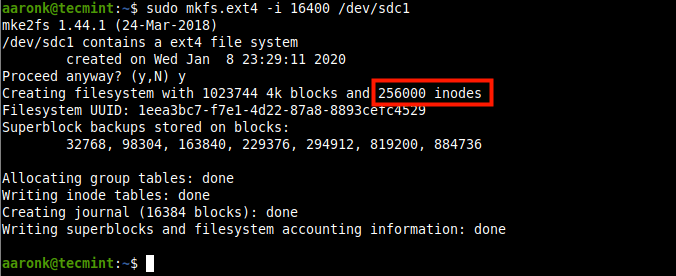 aaronk@tecmint:~$ sudo mkfs.ext4 -i 16400 /dev/sdc1
mke2fs 1.44.1 (24-Mar-2018)
/dev/sdc1 contains a ext4 file system
        created on Wed Jan  8 23:29:11 2020
Proceed anyway? (y,N) y
Creating filesystem with 1023744 4k blocks and 256000 inodes
Filesystem UUID: 1eea3bc7-f7e1-4d22-87a8-8893cefc4529
Superblock backups stored on blocks:
        32768, 98304, 163840, 229376, 294912, 819200, 884736

Allocating group tables: done
Writing inode tables: done
Creating journal (16384 blocks): done
Writing superblocks and filesystem accounting information: done

aaronk@tecmint:~$